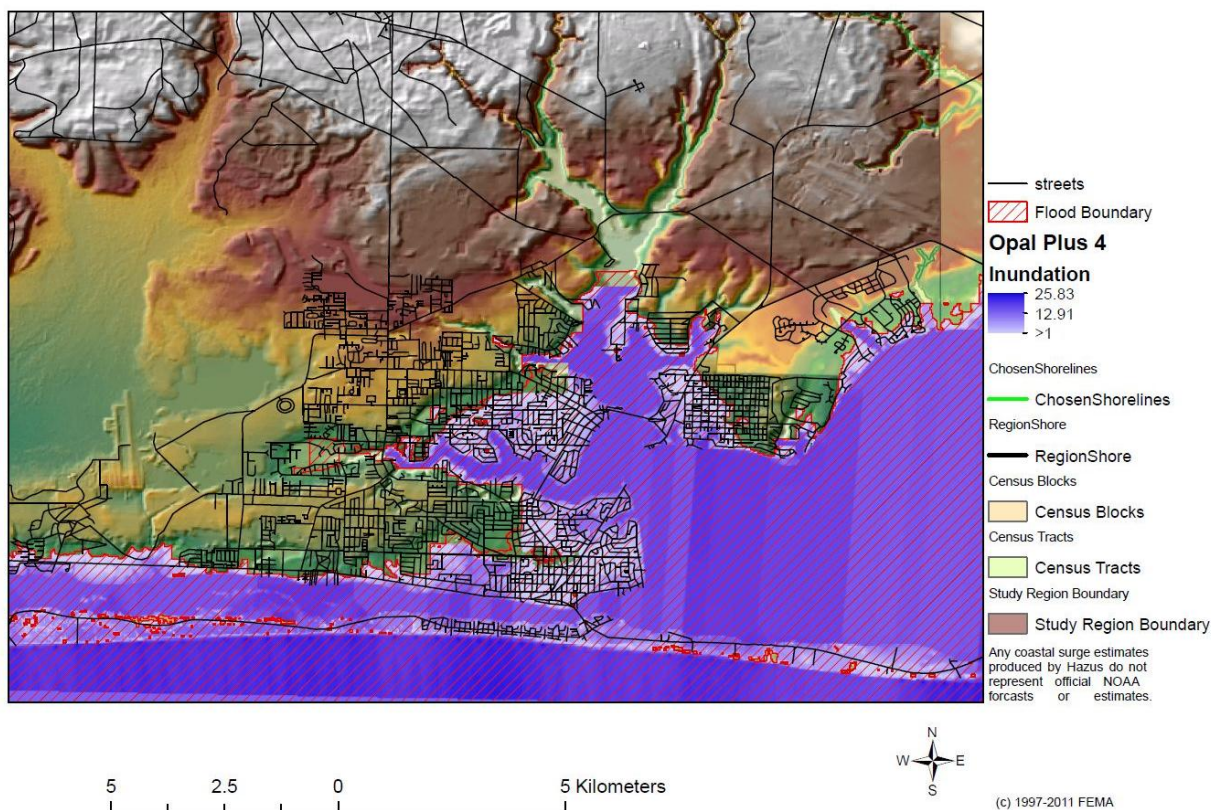 streets
Flood Boundary
Opal Plus 4
Inundation
25.83
12.91
>1
ChosenShorelines
ChosenShorelines
RegionShore
RegionShore
Census Blocks
Census Blocks
Census Tracts
Census Tracts
Study Region Boundary
Study Region Boundary
Any coastal surge estimates
produced by Hazus do not
represent official NOAA
forcasts or estimates.
N
W E
S
5 2.5 0 5 Kilometers
(c) 1997-2011 FEMA